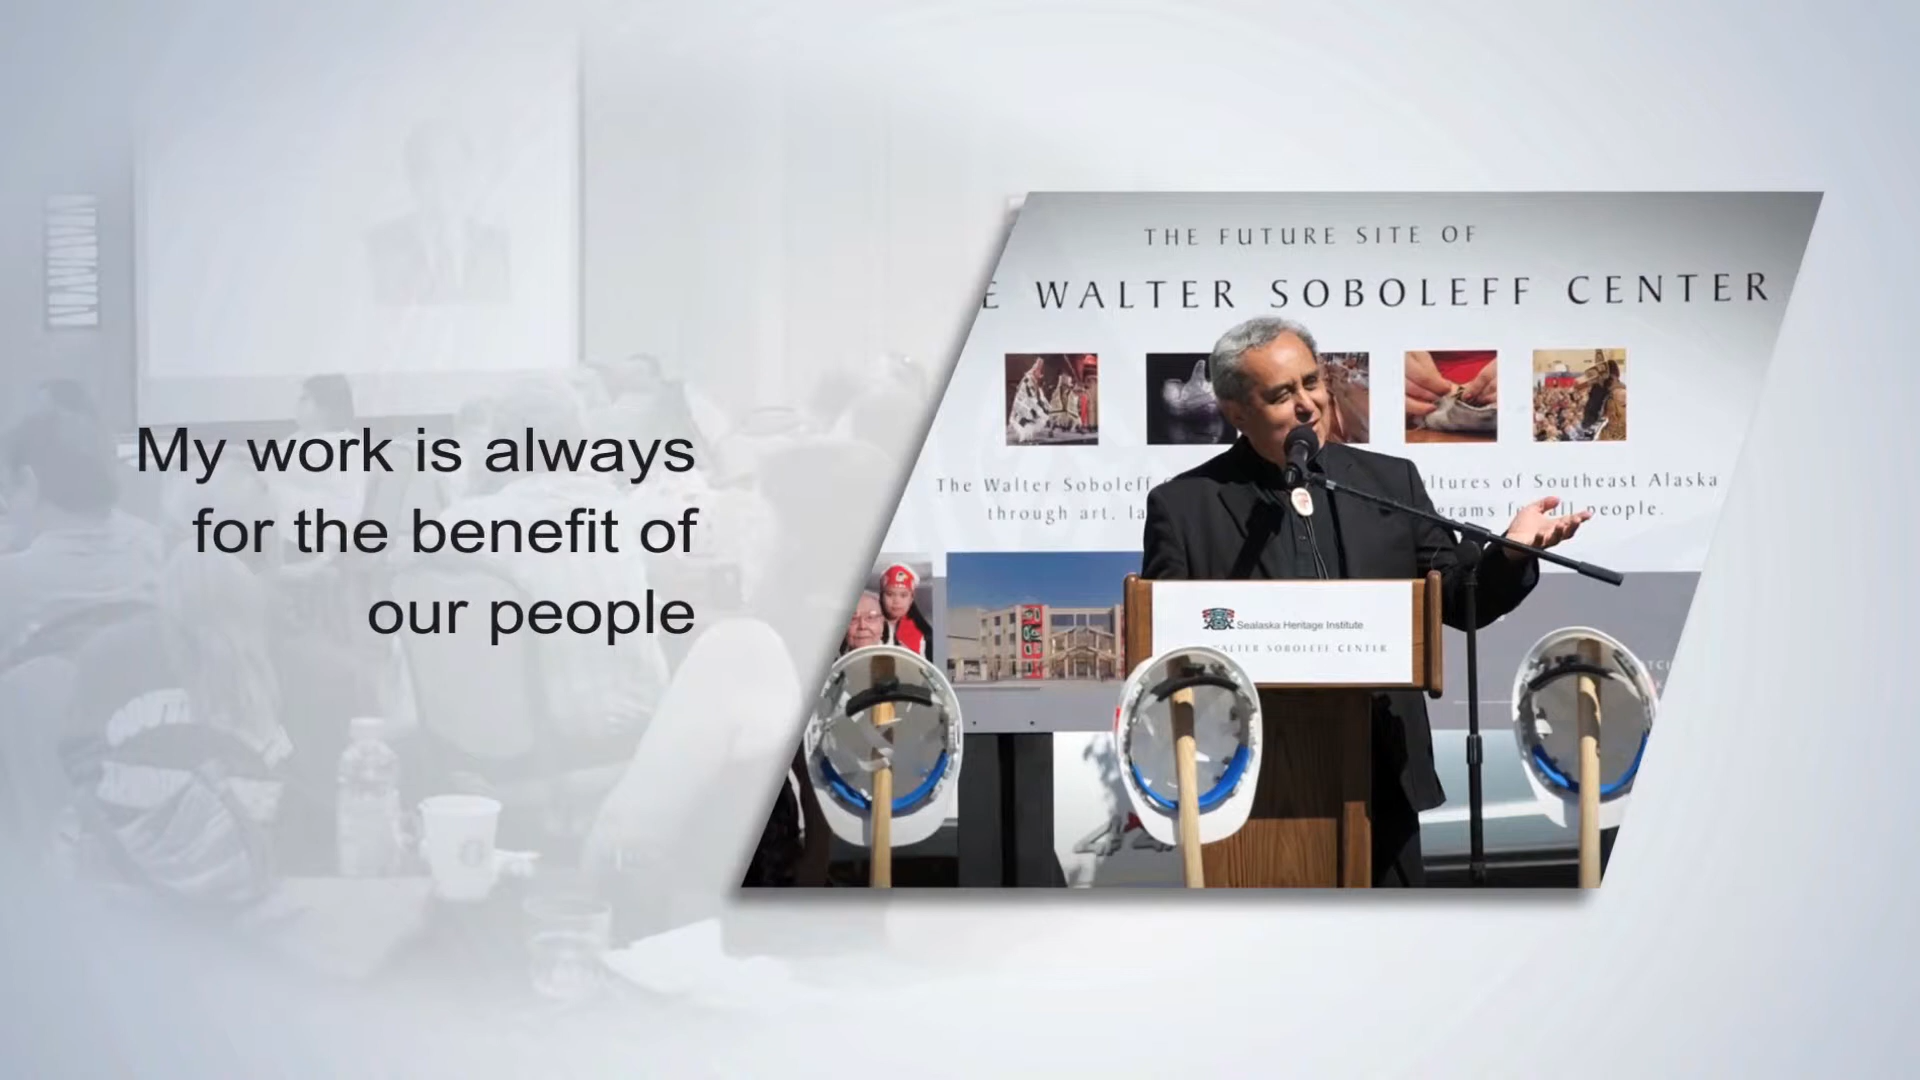 My work is always
for the benefit of
our people
THE FUTURE SITE OF
E WALTER SOBOLEFF CENTER
The Walter Soboleff
ltures of Southeast Alaska
through art, la
people.
Sealaska Heritage Institute
WALTER SOBOLEFF CENTER